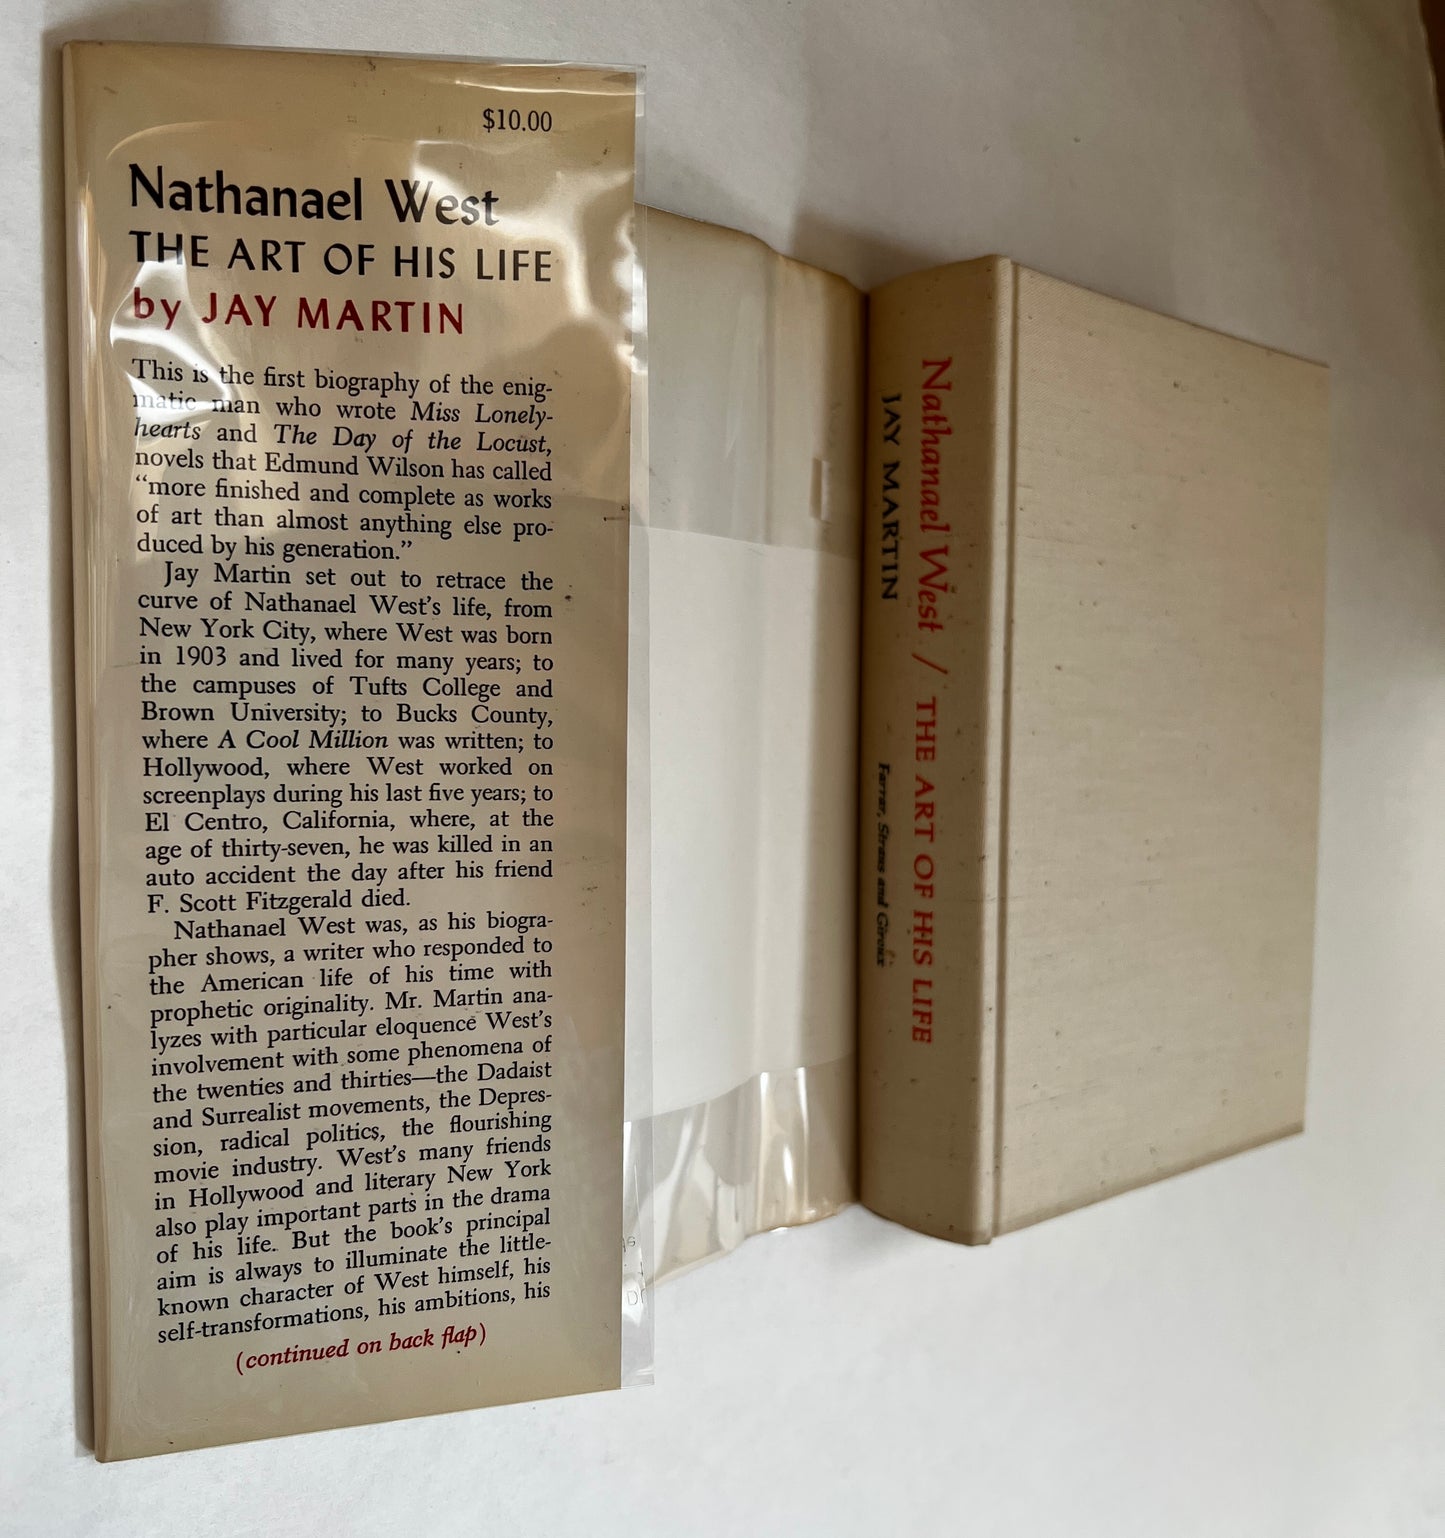 $10.00
Nathanael West
THE ART OF HIS LIFE
by JAY MARTIN
This is the first biography of the enig-
matic man who wrote Miss Lonely-
hearts and The Day of the Locust,
novels that Edmund Wilson has called
“more finished and complete as works
of art than almost anything else pro-
duced by his generation.”
Jay Martin set out to retrace the
curve of Nathanael West’s life, from
New York City, where West was born
in 1903 and lived for many years; to
the campuses of Tufts College and
Brown University; to Bucks County,
where A Cool Million was written; to
Hollywood, where West worked on
screenplays during his last five years; to
El Centro, California, where, at the
age of thirty-seven, he was killed in an
auto accident the day after his friend
F. Scott Fitzgerald died.
Nathanael West was, as his biogra-
pher shows, a writer who responded to
the American life of his time with
prophetic originality. Mr. Martin ana-
lyzes with particular eloquence West’s
involvement with some phenomena of
the twenties and thirties—the Dadaist
and Surrealist movements, the Depres-
sion, radical politics, the flourishing
movie industry. West’s many friends
in Hollywood and literary New York
also play important parts in the drama
of his life. But the book’s principal
aim is always to illuminate the little-
known character of West himself, his
self-transformations, his ambitions, his
(continued on back flap)
Nathanael West / THE ART OF HIS LIFE
JAY MARTIN
Farrar, Straus and Giroux